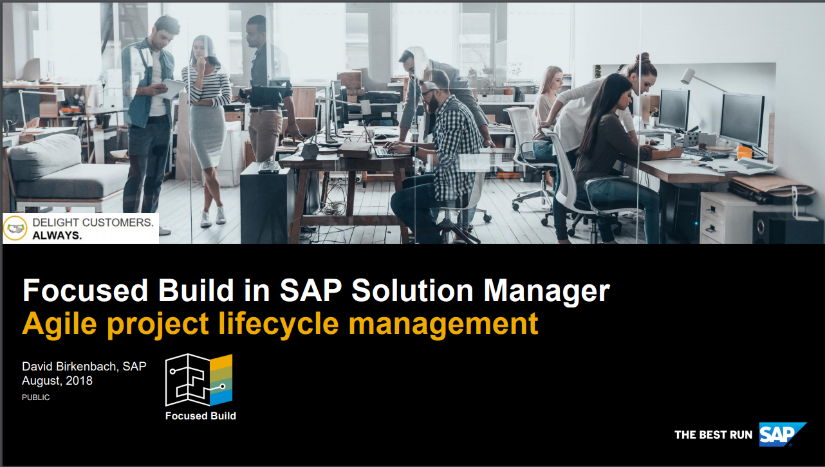 DELIGHT CUSTOMERS.
ALWAYS.
Focused Build in SAP Solution Manager
Agile project lifecycle management
David Birkenbach, SAP
August, 2018
PUBLIC
Focused Build
THE BEST RUN SAP